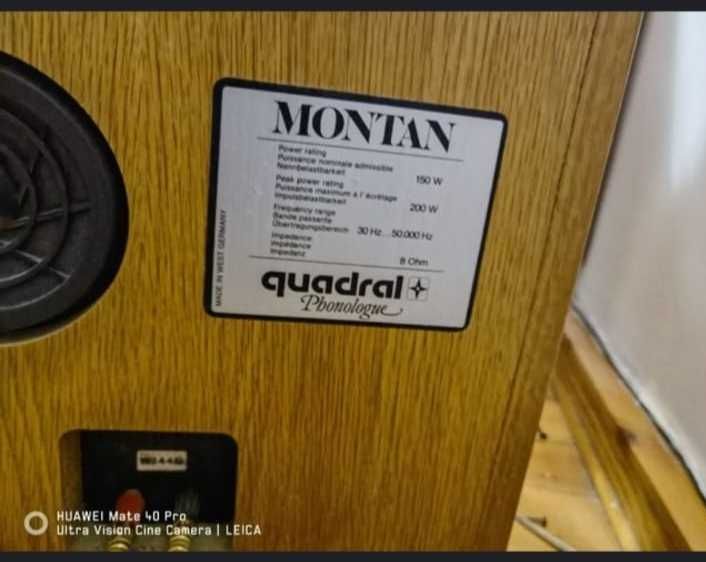 MONTAN
Power rating
Puissance nominale admissible
Nennbelastbarkeit
150 W
Peak power rating
Puissance maximum à l'écrêtage
Impulsbelastbarkeit
200 W
Frequency range
Bande passante
Übertragungsbereich 30 Hz...50.000 Hz
Impedance
Impédance
Impedanz
8 Ohm
MADE IN WEST GERMANY
quadral
Phonologue
HUAWEI Mate 40 Pro
Ultra Vision Cine Camera | LEICA